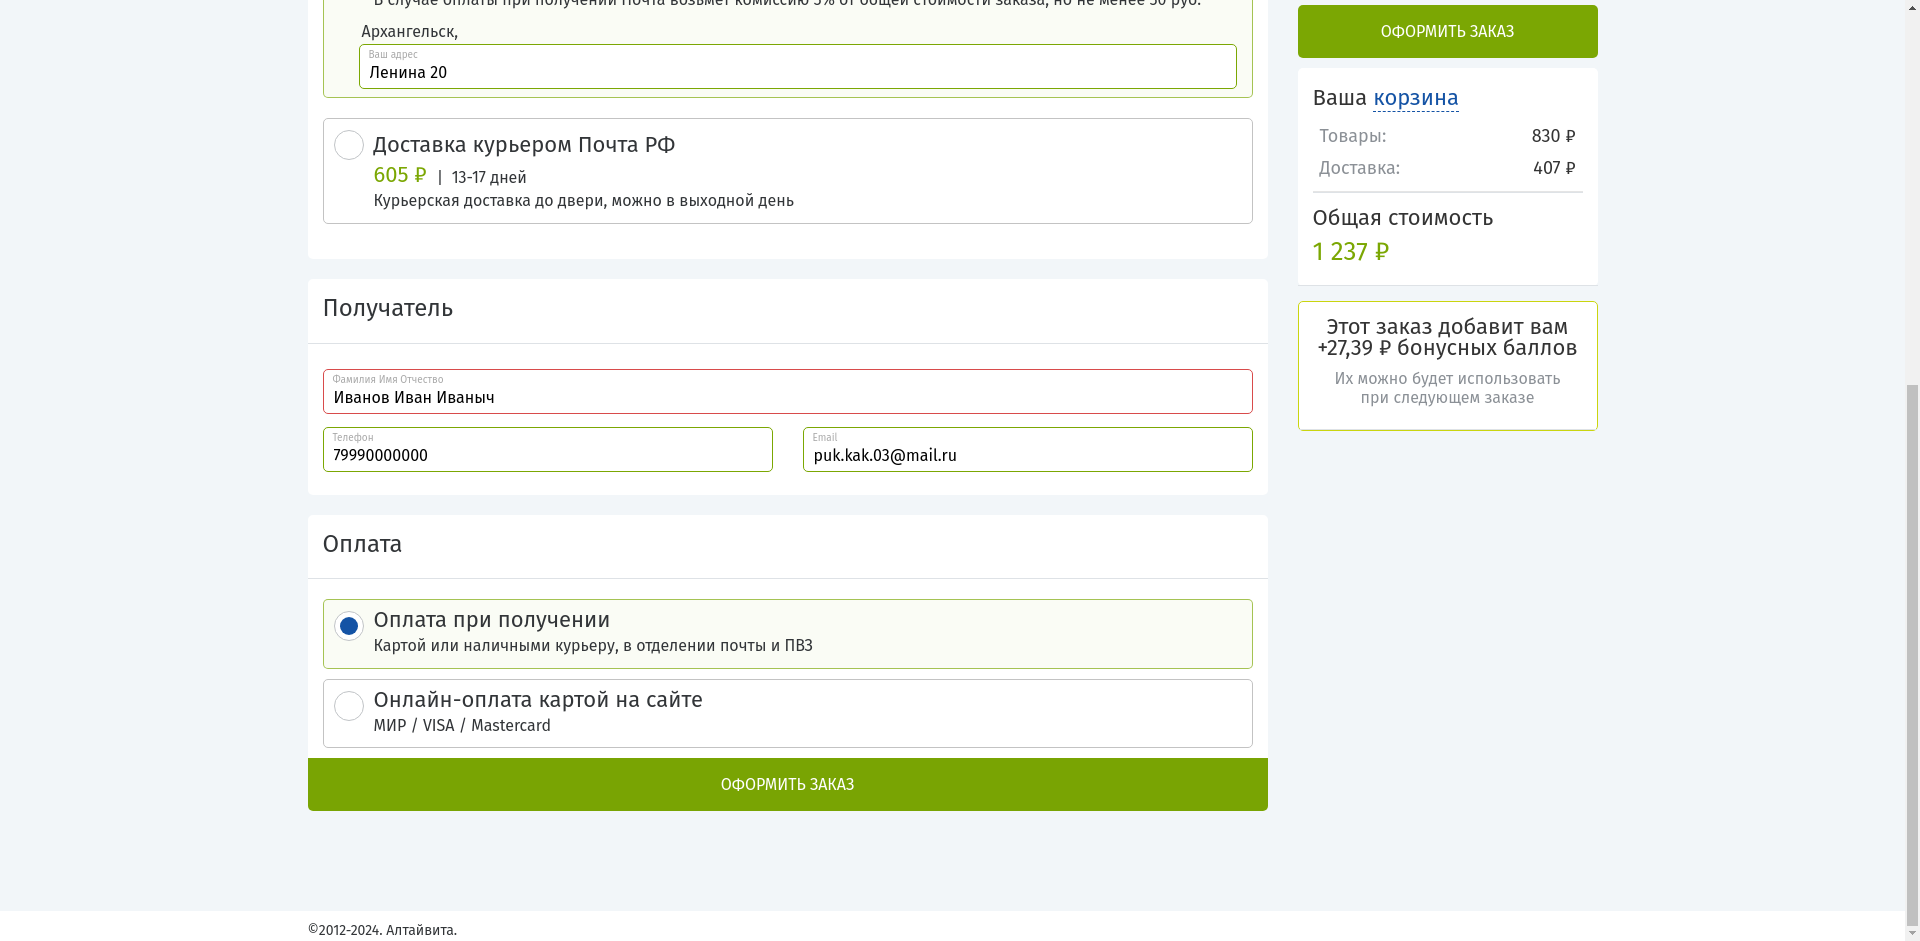 В случае оплаты при получении Почта возьмет комиссию 5% от общей стоимости заказа, но не менее 50 руб.
Архангельск,
Ваш адрес
Ленина 20
Доставка курьером Почта РФ
605 ₽ | 13-17 дней
Курьерская доставка до двери, можно в выходной день
Получатель
Фамилия Имя Отчество
Иванов Иван Иваныч
Телефон
79990000000
Email
puk.kak.03@mail.ru
Оплата
Оплата при получении
Картой или наличными курьеру, в отделении почты и ПВЗ
Онлайн-оплата картой на сайте
МИР / VISA / Mastercard
ОФОРМИТЬ ЗАКАЗ
ОФОРМИТЬ ЗАКАЗ
Ваша корзина
Товары: 830 ₽
Доставка: 407 ₽
Общая стоимость
1 237 ₽
Этот заказ добавит вам
+27,39 ₽ бонусных баллов
Их можно будет использовать
при следующем заказе
©2012-2024. Алтайвита.